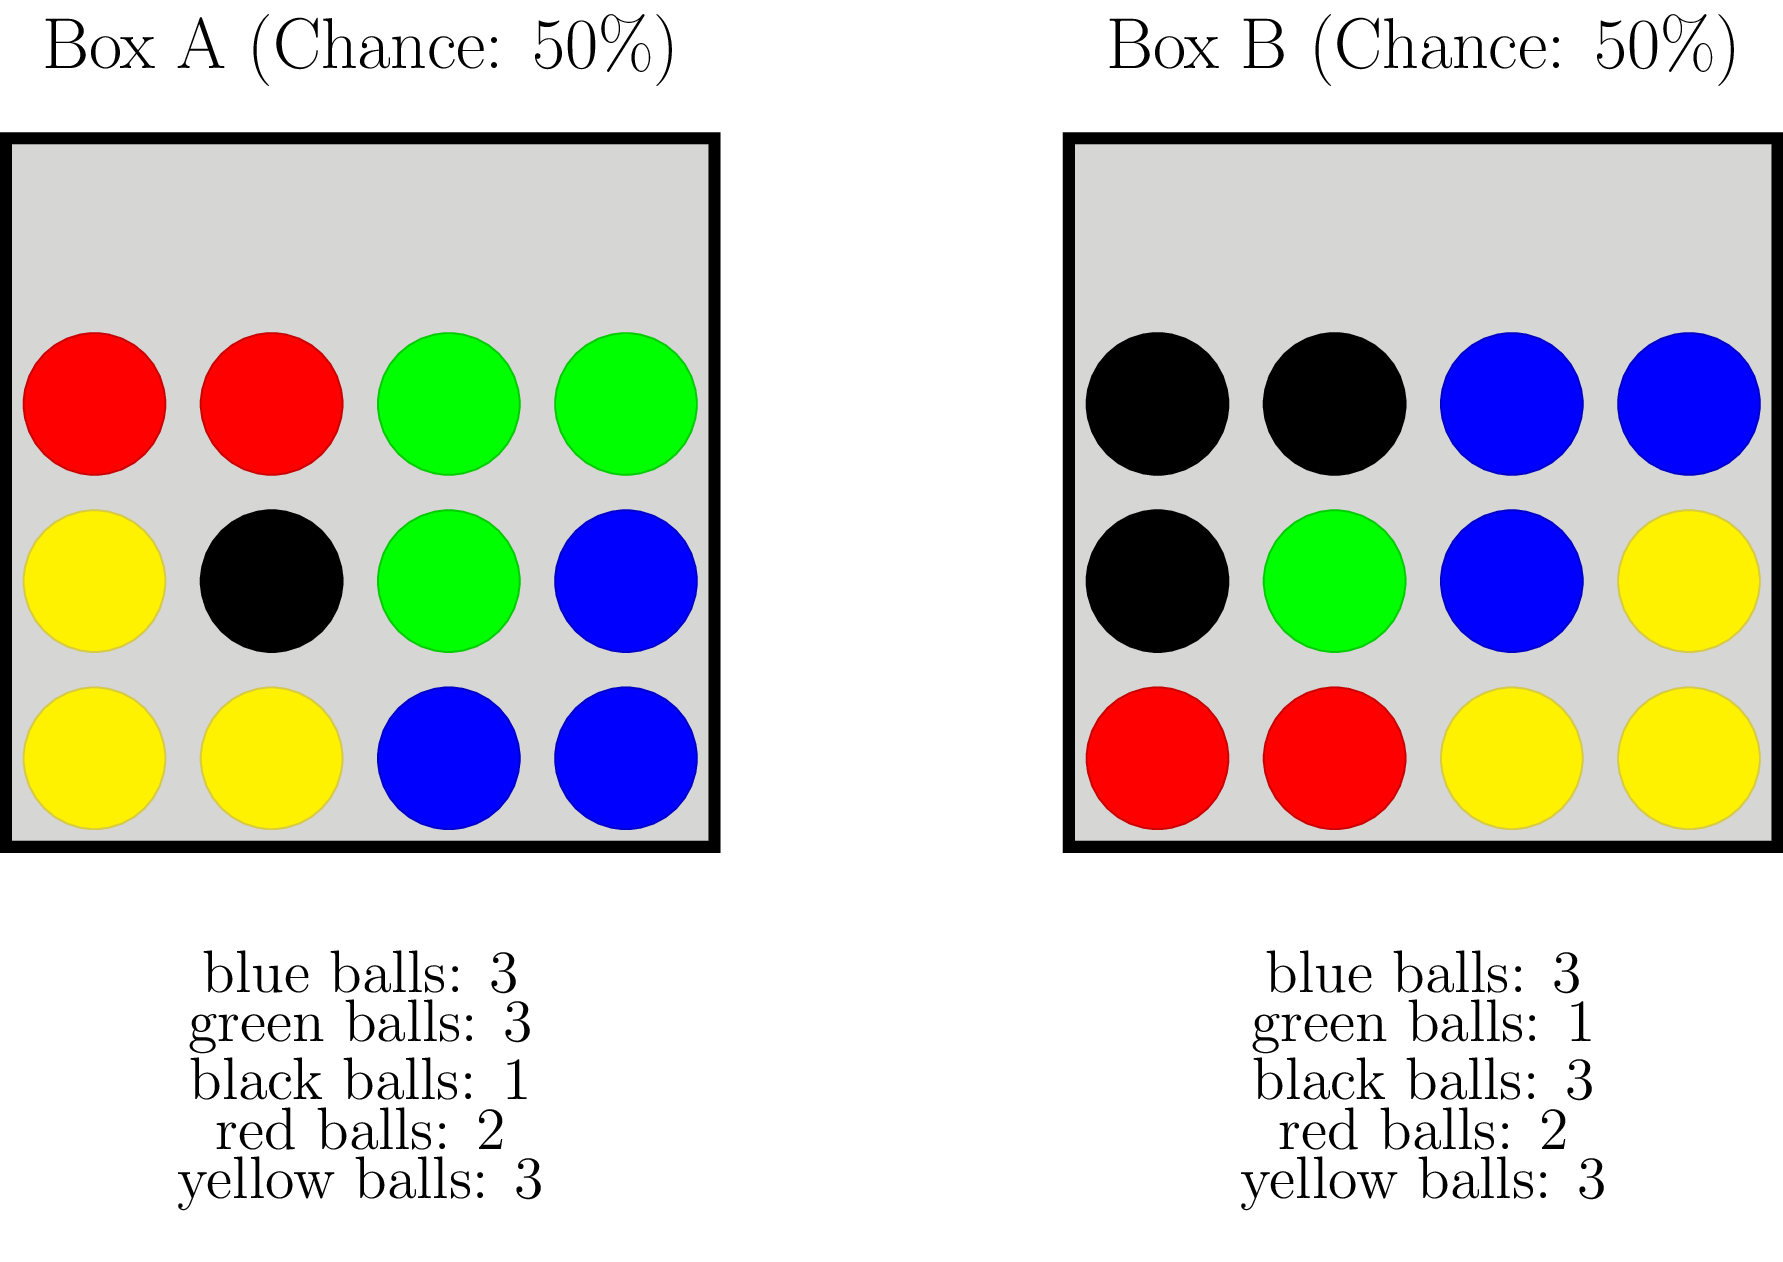 Box A (Chance: 50%)
Box B (Chance: 50%)
blue balls: 3
green balls: 3
black balls: 1
red balls: 2
yellow balls: 3
blue balls: 3
green balls: 1
black balls: 3
red balls: 2
yellow balls: 3